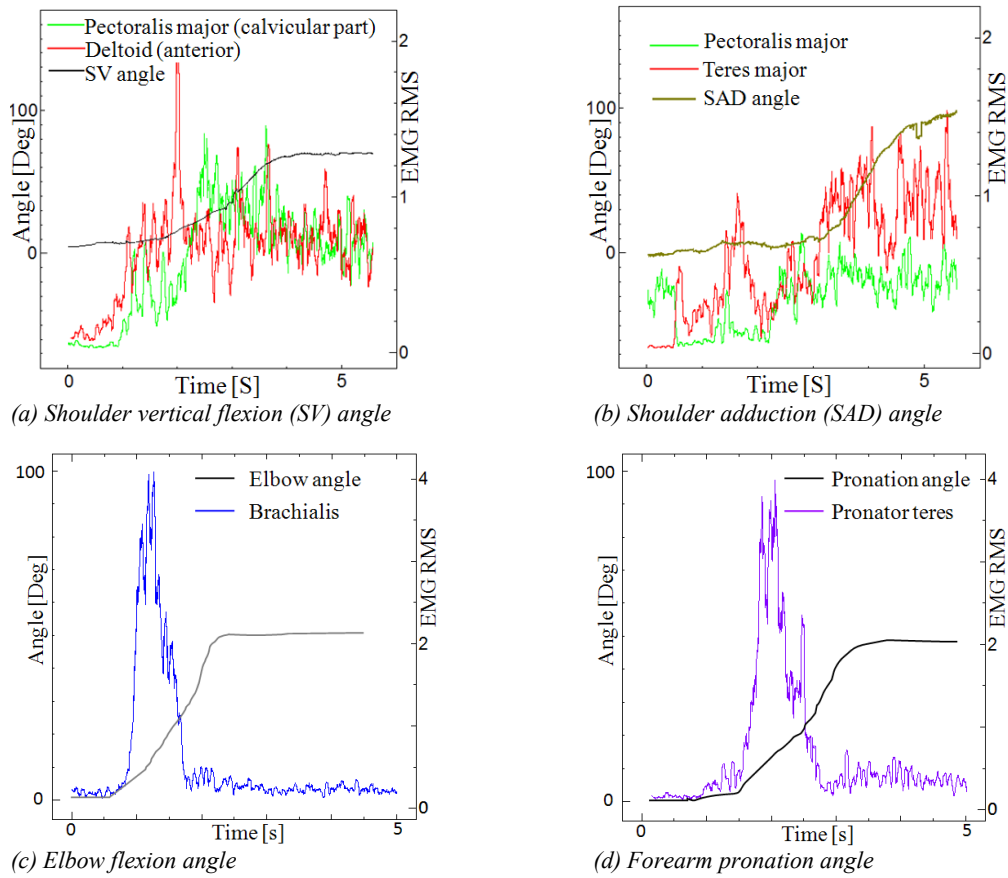 Pectoralis major (calvicular part)
Deltoid (anterior)
SV angle
100
0
Angle [Deg]
2
1
0
EMG RMS
0
5
Time [S]
(a) Shoulder vertical flexion (SV) angle
Pectoralis major
Teres major
SAD angle
100
0
Angle [Deg]
2
1
0
EMG RMS
0
5
Time [S]
(b) Shoulder adduction (SAD) angle
Elbow angle
Brachialis
100
0
Angle [Deg]
4
2
0
EMG RMS
0
5
Time [s]
(c) Elbow flexion angle
Pronation angle
Pronator teres
100
0
Angle [Deg]
4
2
0
EMG RMS
0
5
Time [s]
(d) Forearm pronation angle